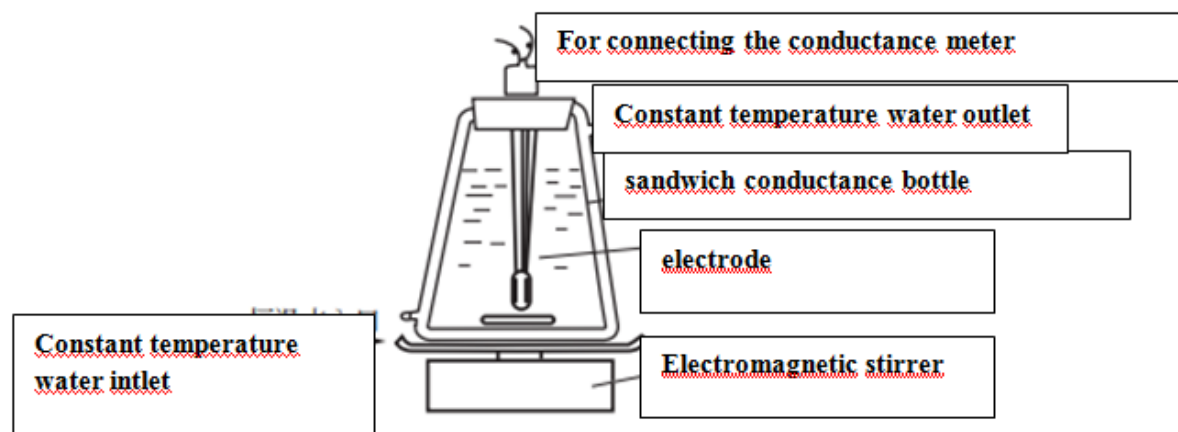 For connecting the conductance meter
Constant temperature water outlet
sandwich conductance bottle
electrode
Constant temperature
water intlet
Electromagnetic stirrer